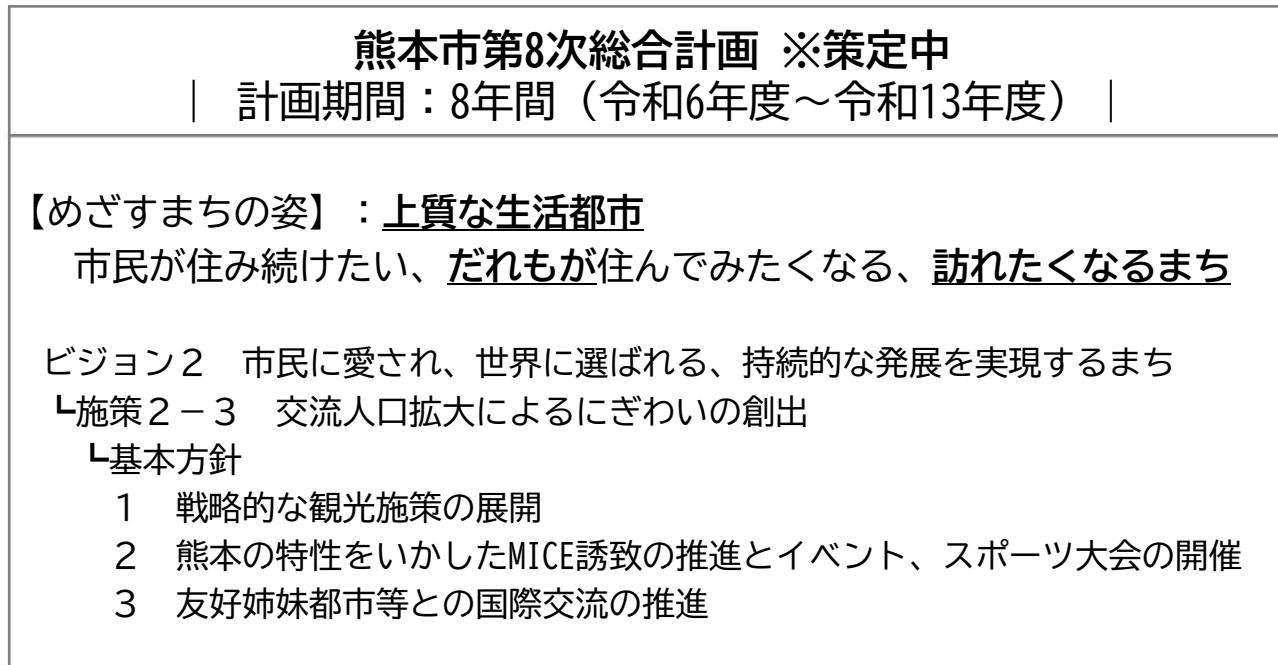 熊本市第8次総合計画 ※策定中
｜ 計画期間：8年間（令和6年度～令和13年度）｜
【めざすまちの姿】：上質な生活都市
市民が住み続けたい、だれもが住んでみたくなる、訪れたくなるまち
ビジョン２　市民に愛され、世界に選ばれる、持続的な発展を実現するまち
┗施策２－３　交流人口拡大によるにぎわいの創出
┗基本方針
１　戦略的な観光施策の展開
２　熊本の特性をいかしたMICE誘致の推進とイベント、スポーツ大会の開催
３　友好姉妹都市等との国際交流の推進